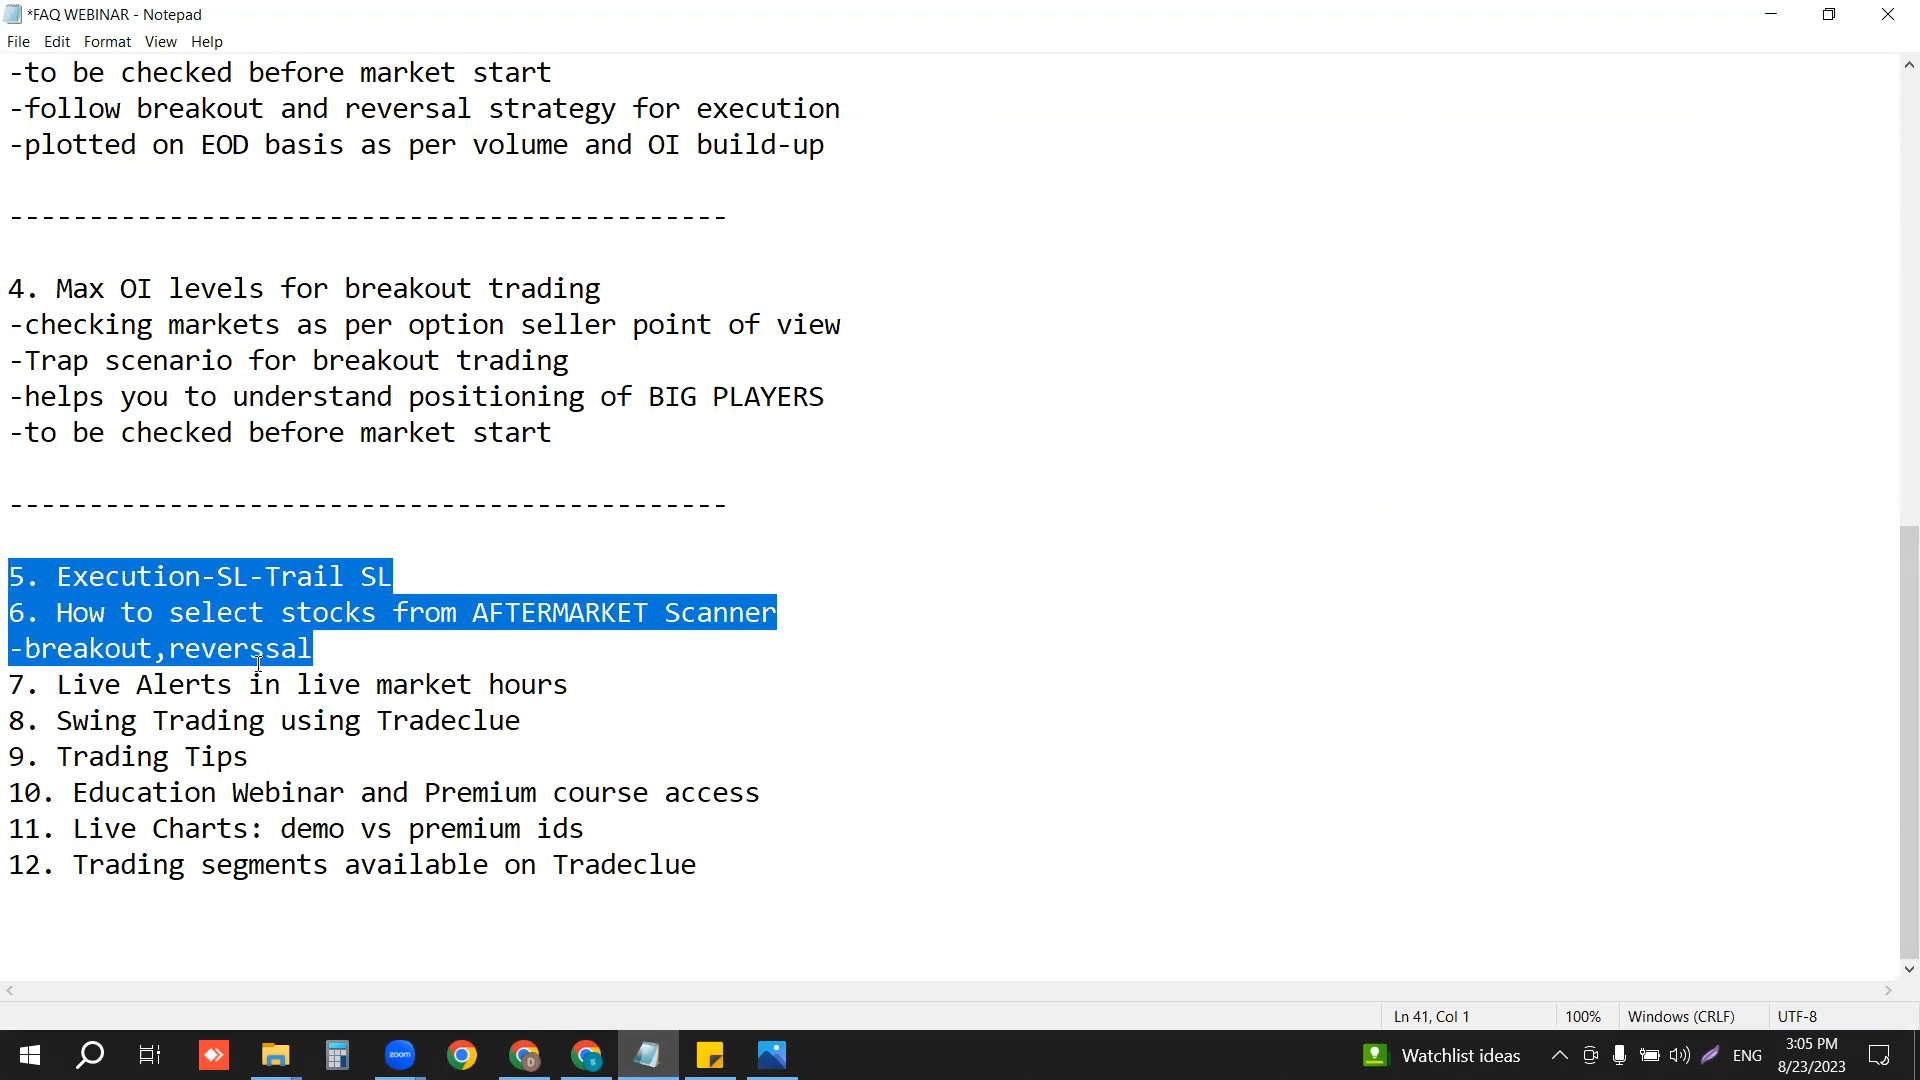 *FAQ WEBINAR - Notepad
File Edit Format View Help
-to be checked before market start
-follow breakout and reversal strategy for execution
-plotted on EOD basis as per volume and OI build-up
---------------------------------------------
4. Max OI levels for breakout trading
-checking markets as per option seller point of view
-Trap scenario for breakout trading
-helps you to understand positioning of BIG PLAYERS
-to be checked before market start
---------------------------------------------
5. Execution-SL-Trail SL
6. How to select stocks from AFTERMARKET Scanner
-breakout,reverssal
7. Live Alerts in live market hours
8. Swing Trading using Tradeclue
9. Trading Tips
10. Education Webinar and Premium course access
11. Live Charts: demo vs premium ids
12. Trading segments available on Tradeclue
Ln 41, Col 1 100% Windows (CRLF) UTF-8
zoom D S Watchlist ideas ENG 3:05 PM
8/23/2023